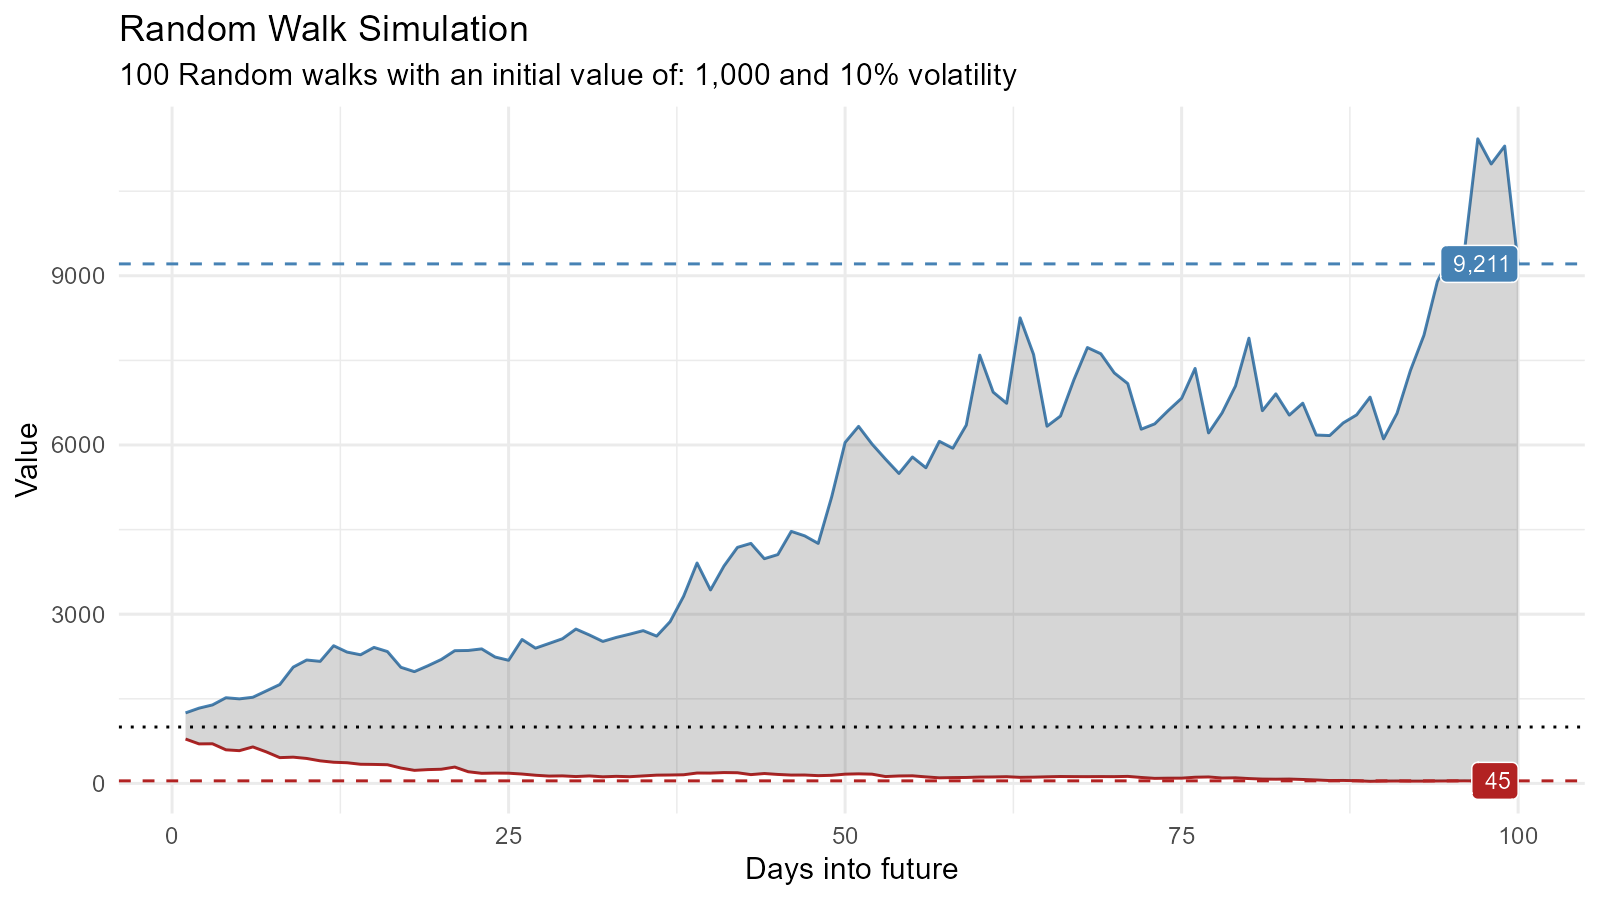 Random Walk Simulation
100 Random walks with an initial value of: 1,000 and 10% volatility
9,211
9000
6000
Value
3000
0
45
0 25 50 75 100
Days into future